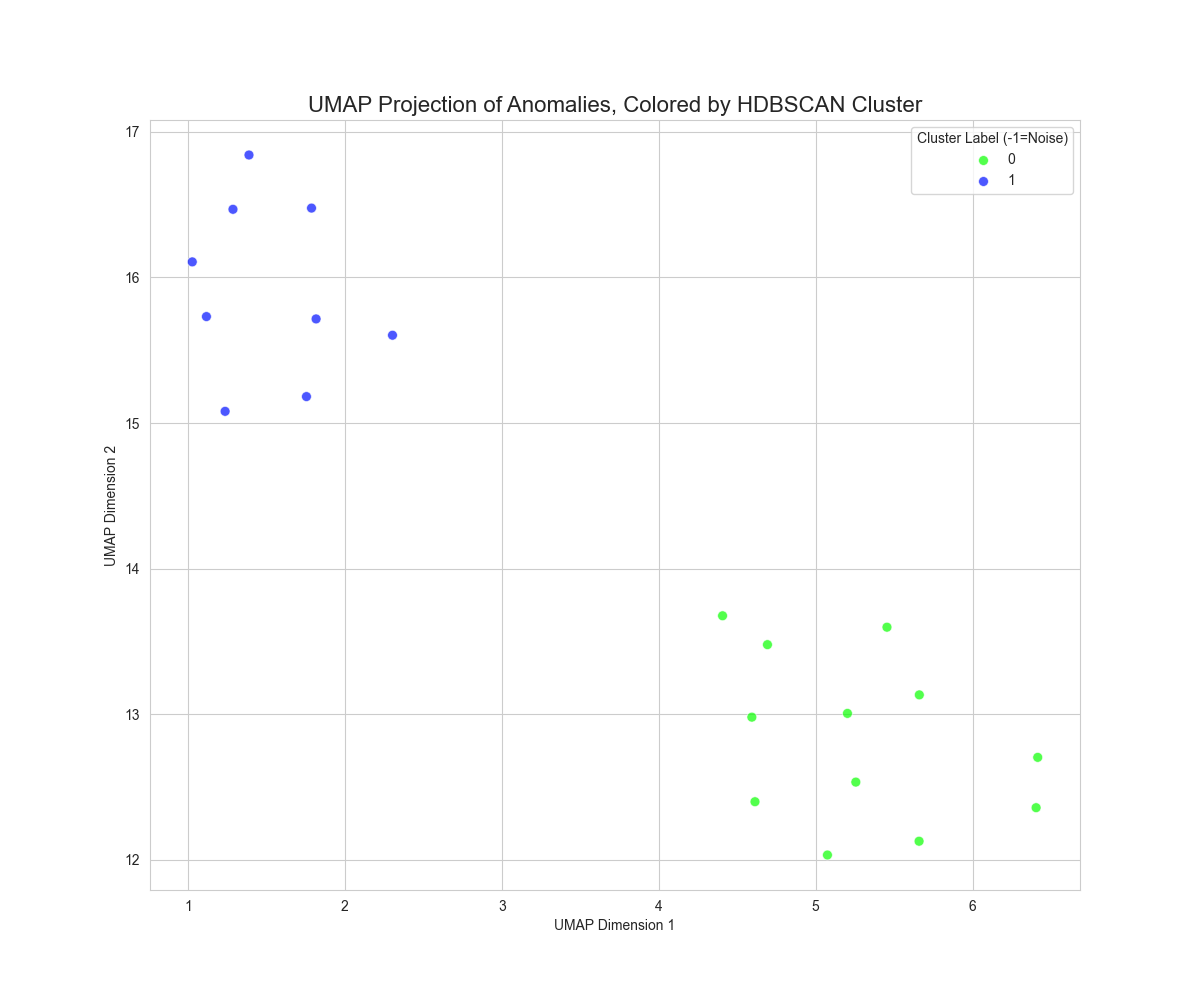 UMAP Projection of Anomalies, Colored by HDBSCAN Cluster
Cluster Label (-1=Noise)
0
1
17
16
15
14
13
12
UMAP Dimension 2
1 2 3 4 5 6
UMAP Dimension 1